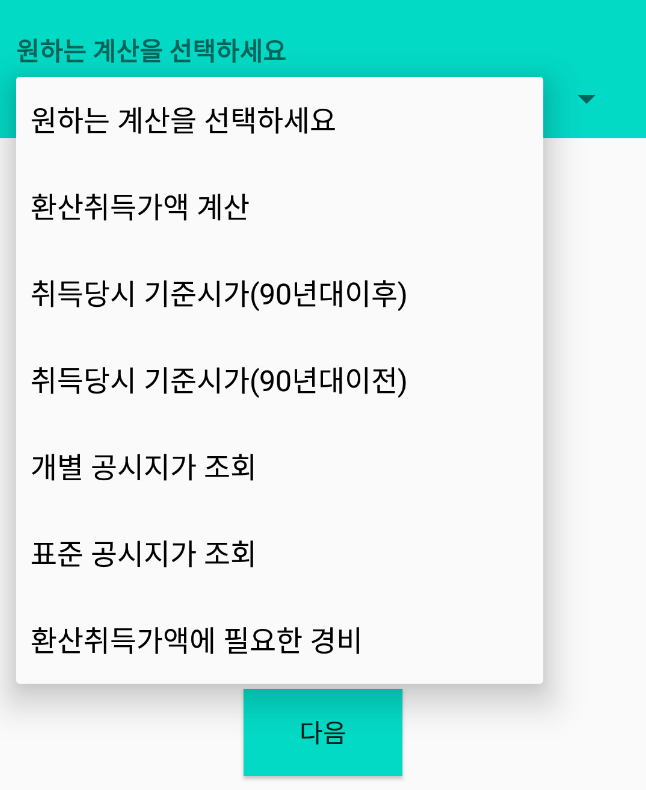 원하는 계산을 선택하세요
원하는 계산을 선택하세요
환산취득가액 계산
취득당시 기준시가(90년대이후)
취득당시 기준시가(90년대이전)
개별 공시지가 조회
표준 공시지가 조회
환산취득가액에 필요한 경비
다음